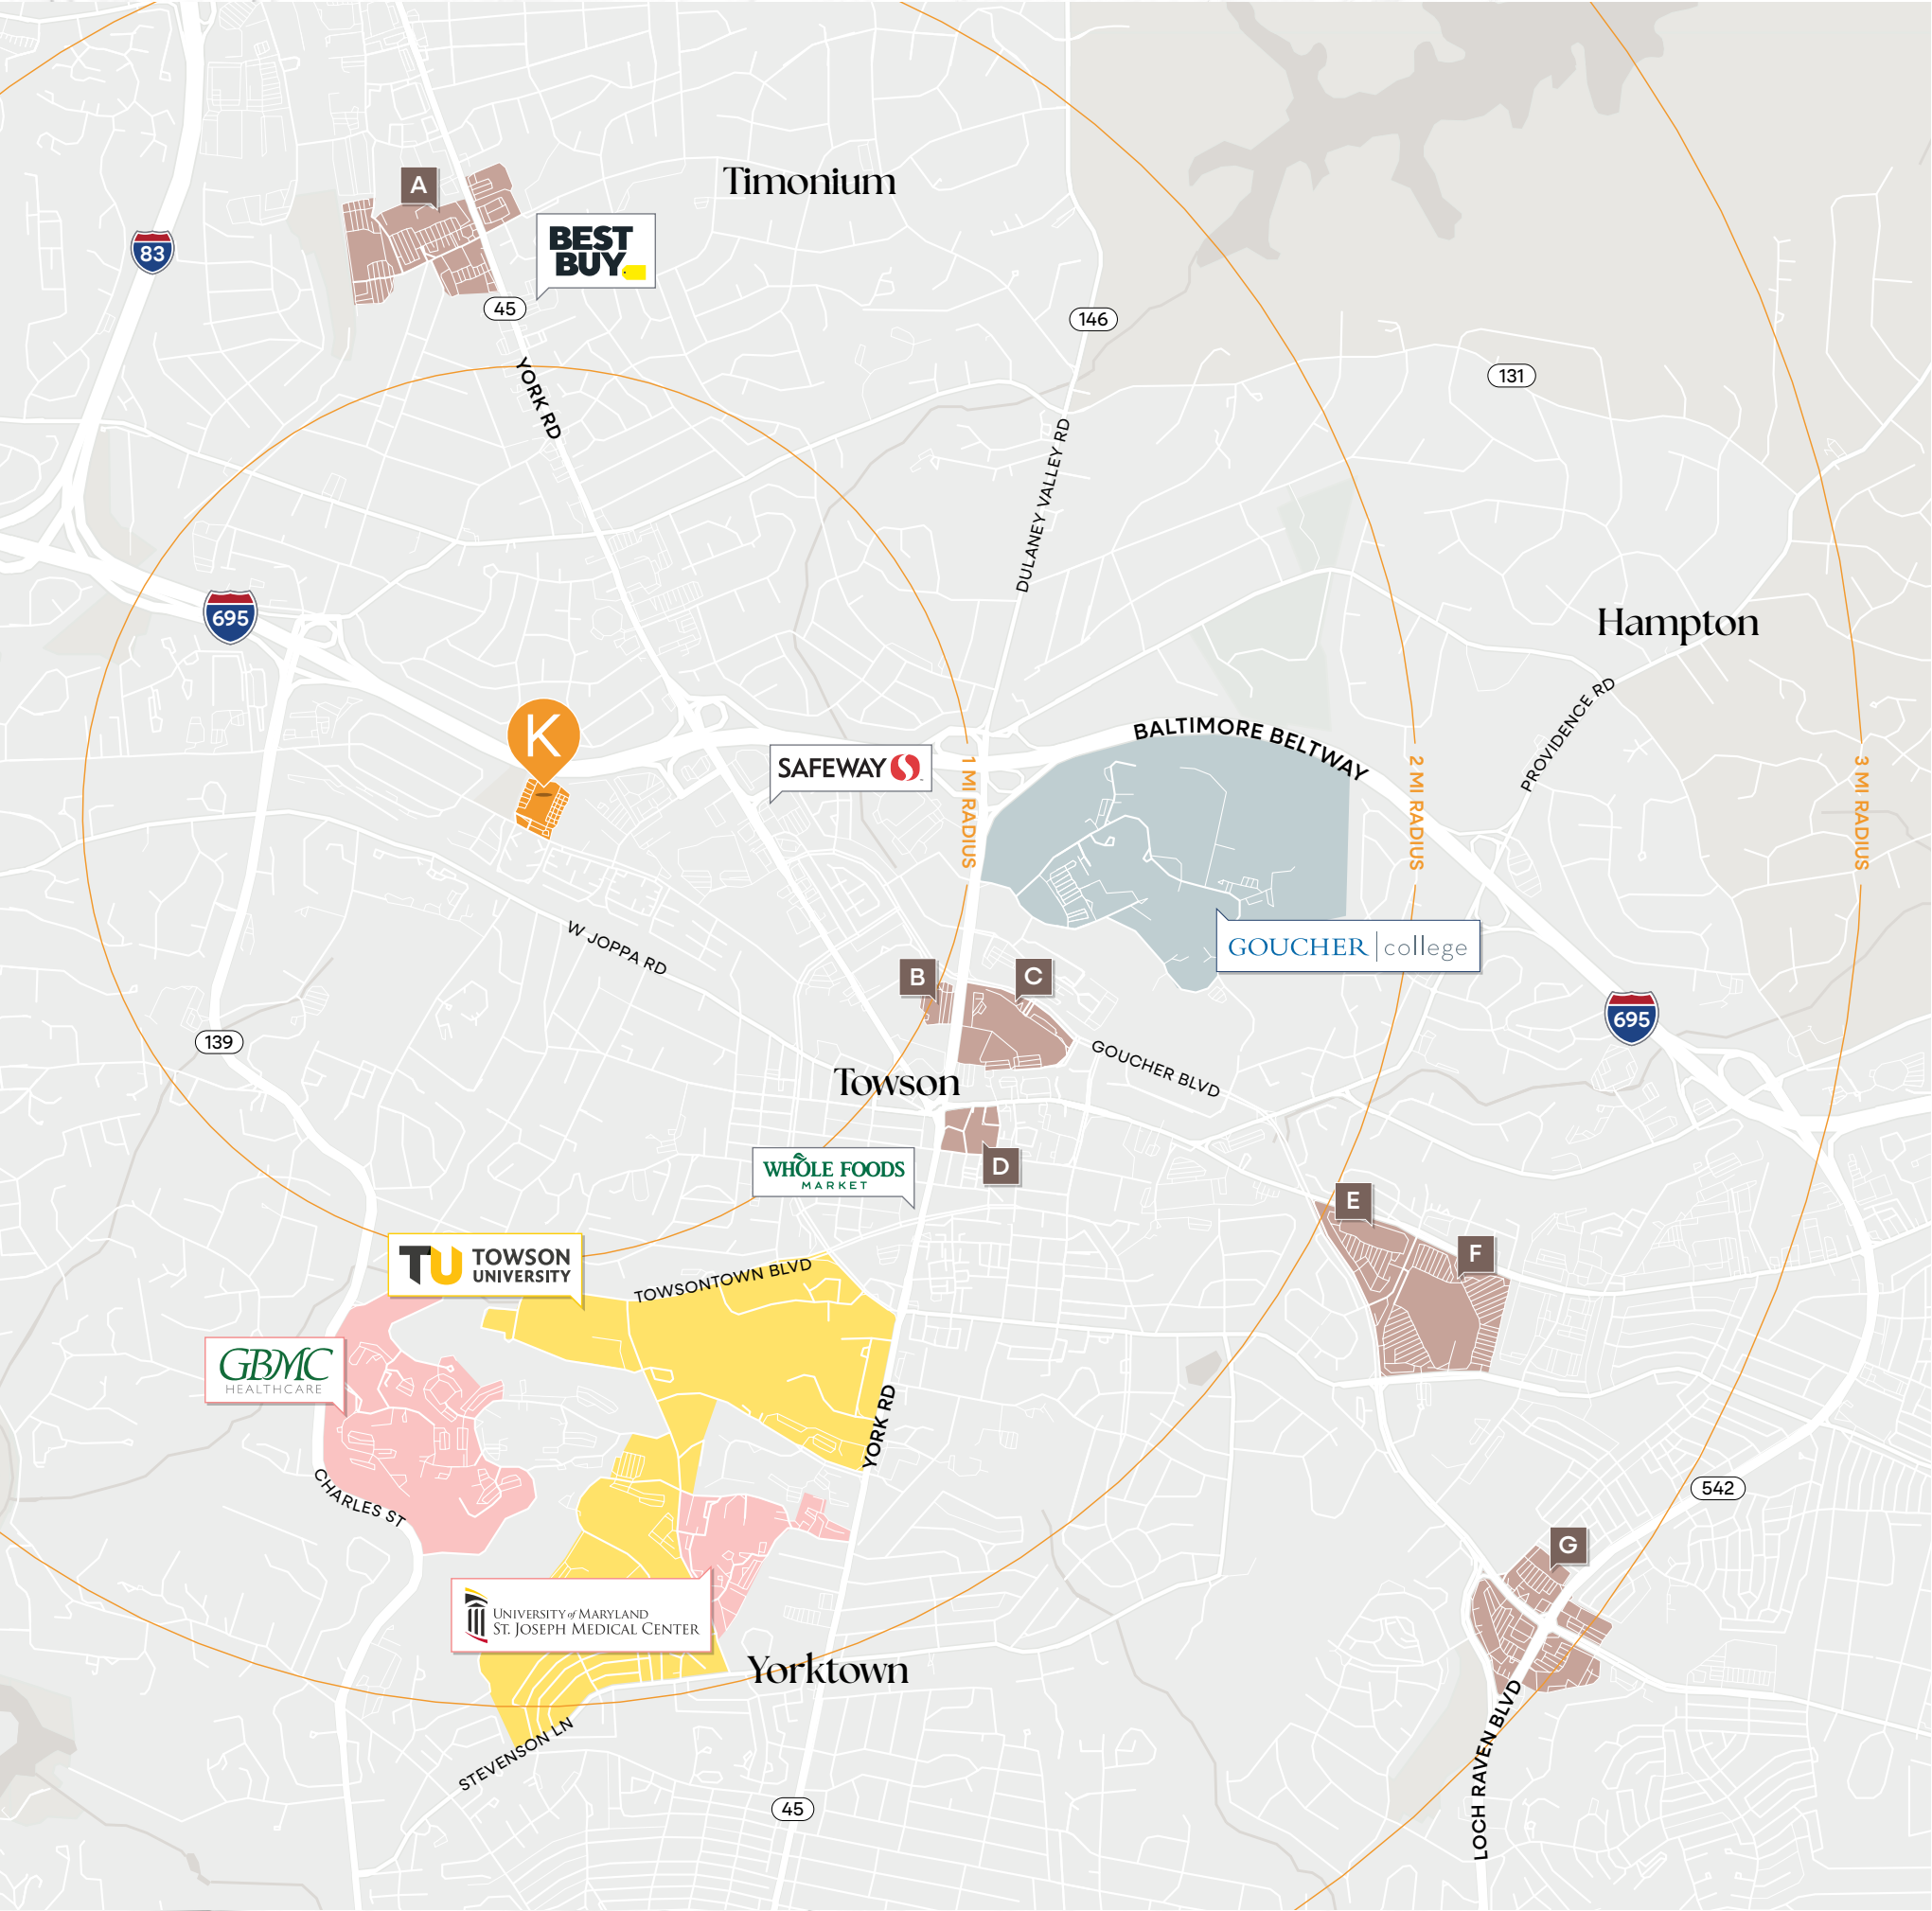 A
Timonium
BEST
BUY
83
45
146
131
YORK RD
DULANEY VALLEY RD
695
Hampton
K
PROVIDENCE RD
BALTIMORE BELTWAY
SAFEWAY
1 MI RADIUS
2 MI RADIUS
3 MI RADIUS
W JOPPA RD
GOUCHER | college
B
C
695
139
GOUCHER BLVD
Towson
WHOLE FOODS
MARKET
D
E
F
TU TOWSON
UNIVERSITY
TOWSONTOWN BLVD
GBMC
HEALTHCARE
YORK RD
CHARLES ST
542
G
UNIVERSITY of MARYLAND
ST. JOSEPH MEDICAL CENTER
Yorktown
STEVENSON LN
LOCH RAVEN BLVD
45